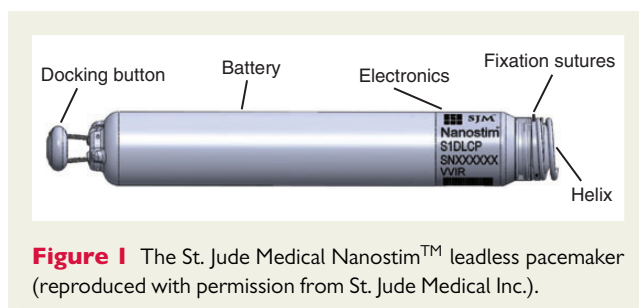 Docking button
Battery
Electronics
Fixation sutures
SJM
Nanostim
S1DLCP
SNXXXXXX
VVIR
Helix
Figure 1 The St. Jude Medical Nanostim™ leadless pacemaker
(reproduced with permission from St. Jude Medical Inc.).